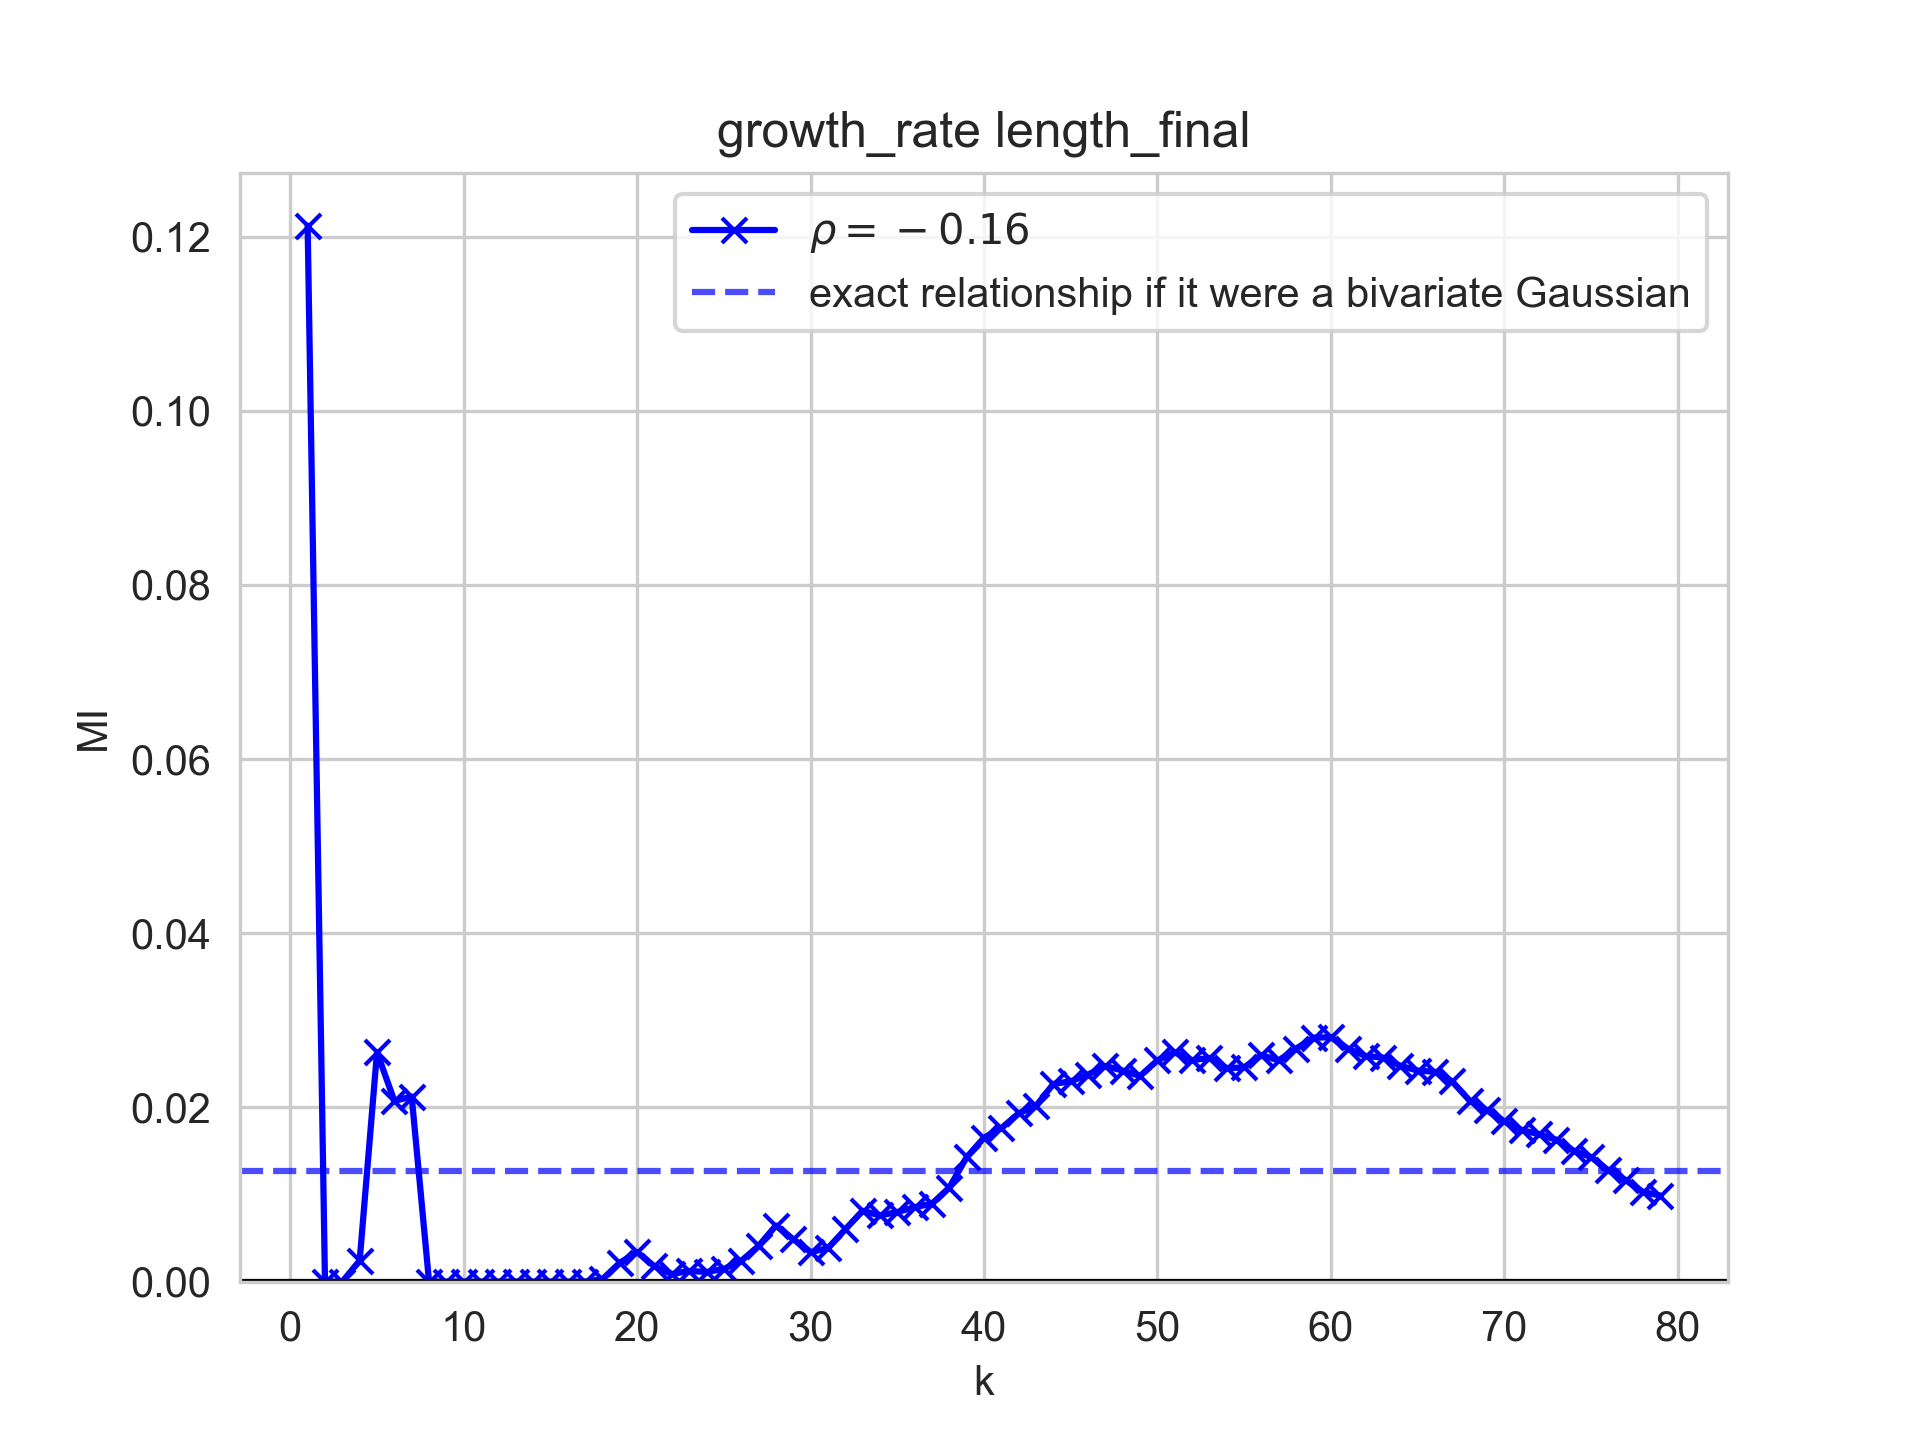 growth_rate length_final
ρ = − 0.16
exact relationship if it were a bivariate Gaussian
MI
0.12
0.10
0.08
0.06
0.04
0.02
0.00
0 10 20 30 40 50 60 70 80
k